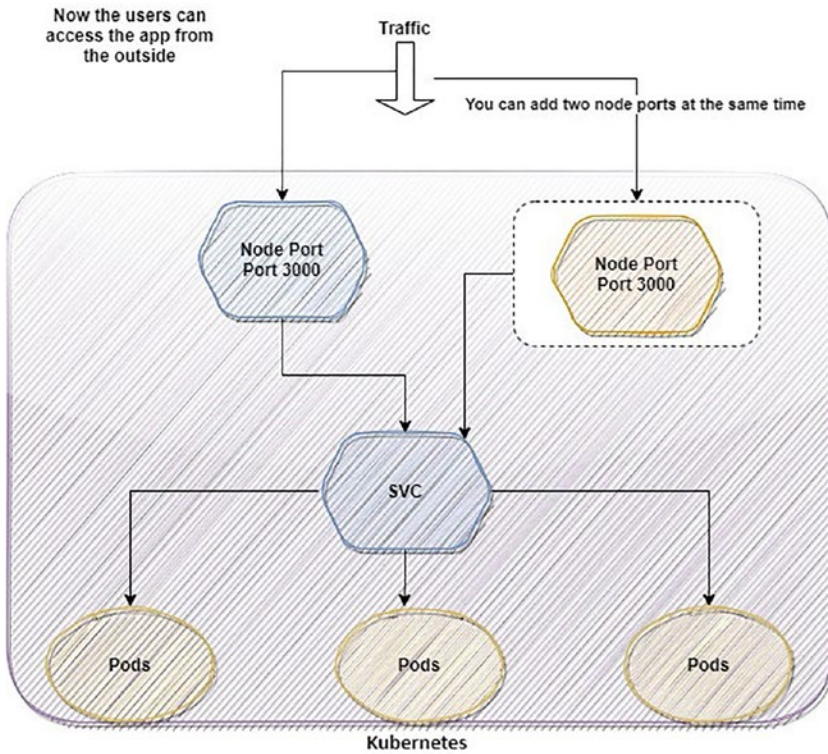 Now the users can
access the app from
the outside
Traffic
You can add two node ports at the same time
Node Port
Port 3000
Node Port
Port 3000
SVC
Pods
Pods
Pods
Kubernetes